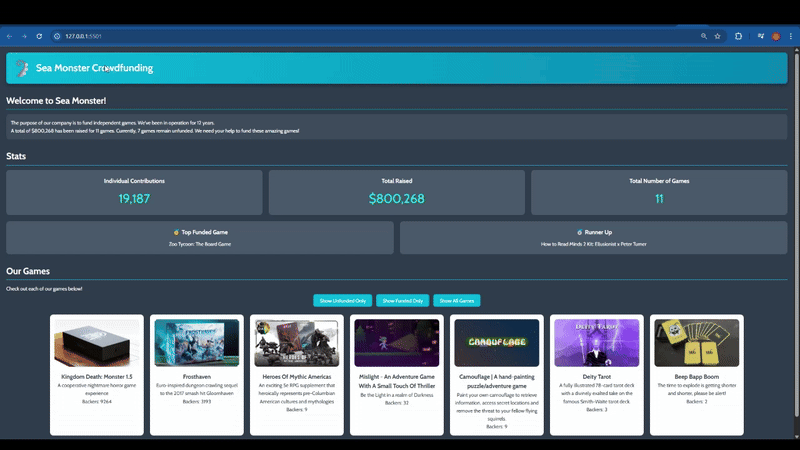 127.0.0.1:5501
Sea Monster Crowdfunding
Welcome to Sea Monster!
The purpose of our company is to fund independent games. We've been in operation for 12 years.
A total of $800,268 has been raised for 11 games. Currently, 7 games remain unfunded. We need your help to fund these amazing games!
Stats
Individual Contributions
Total Raised
Total Number of Games
19,187
$800,268
11
Top Funded Game
Runner Up
Zoo Tycoon: The Board Game
How to Read Minds 2 Kit: Ellusionist x Peter Turner
Our Games
Check out each of our games below!
Show Unfunded Only
Show Funded Only
Show All Games
FROSTHAVEN
CAMOUFLAGE
Kingdom Death: Monster 1.5
A cooperative nightmare horror game
experience
Backers: 9264
Frosthaven
Euro-inspired dungeon crawling sequel
to the 2017 smash hit Gloomhaven
Backers: 3193
Heroes Of Mythic Americas
An exciting 5e RPG supplement that
heroically represents pre-Columbian
American cultures and mythologies
Backers: 9
Mistlight - An Adventure Game
With A Small Touch Of Thriller
Be the Light in a realm of Darkness
Backers: 32
Camouflage | A hand-painting
puzzle/adventure game
Paint your own camouflage to retrieve
information, access secret locations and
remove the threat to your fellow flying
squirrels.
Backers: 9
Deity Tarot
A fully illustrated 78-card tarot deck
with a divinely exalted take on the
famous Smith-Waite tarot deck.
Backers: 3
Beep Bapp Boom
The time to explode is getting shorter
and shorter, please be alert!
Backers: 2